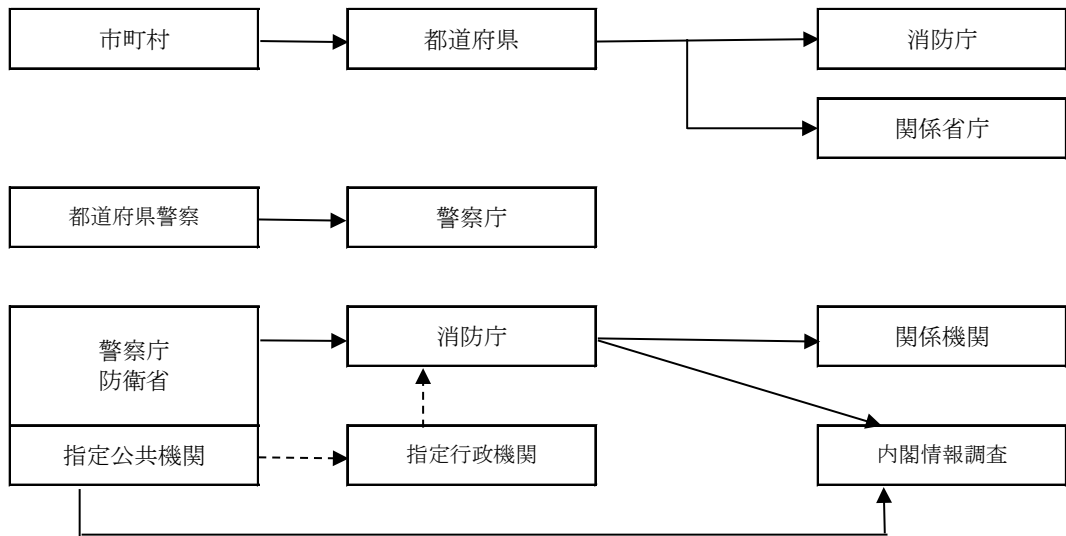 市町村
都道府県
消防庁
関係省庁
都道府県警察
警察庁
警察庁
防衛省
消防庁
関係機関
指定公共機関
指定行政機関
内閣情報調査